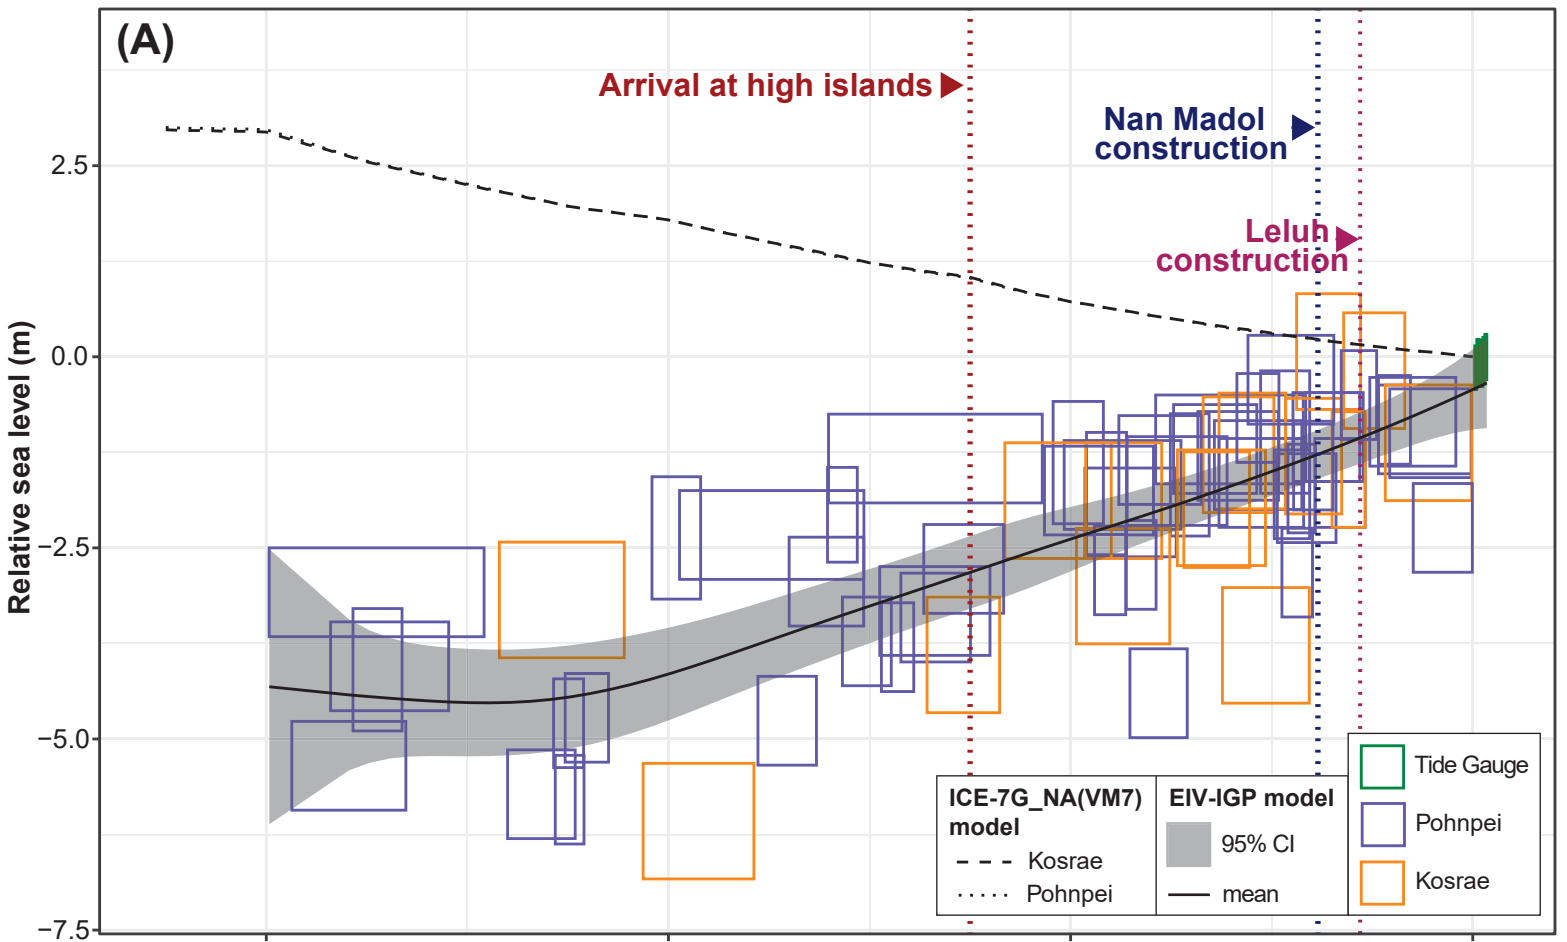 (A)
Arrival at high islands
Nan Madol
construction
Leluh
construction
Relative sea level (m)
2.5
0.0
−2.5
−5.0
−7.5
ICE-7G_NA(VM7)
model
Kosrae
Pohnpei
EIV-IGP model
95% CI
mean
Tide Gauge
Pohnpei
Kosrae